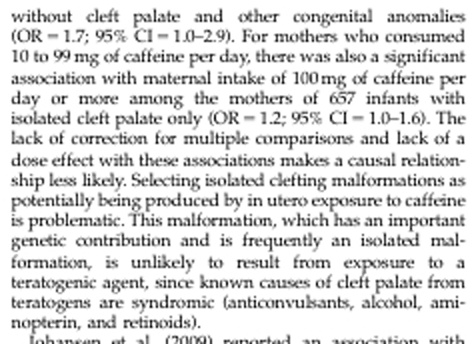 without cleft palate and other congenital anomalies
(OR = 1.7; 95% CI = 1.0–2.9). For mothers who consumed
10 to 99 mg of caffeine per day, there was also a significant
association with maternal intake of 100 mg of caffeine per
day or more among the mothers of 657 infants with
isolated cleft palate only (OR = 1.2; 95% CI = 1.0–1.6). The
lack of correction for multiple comparisons and lack of a
dose effect with these associations makes a causal relation-
ship less likely. Selecting isolated clefting malformations as
potentially being produced by in utero exposure to caffeine
is problematic. This malformation, which has an important
genetic contribution and is frequently an isolated mal-
formation, is unlikely to result from exposure to a
teratogenic agent, since known causes of cleft palate from
teratogens are syndromic (anticonvulsants, alcohol, ami-
nopterin, and retinoids).
Johansen et al. (2009) reported an association with